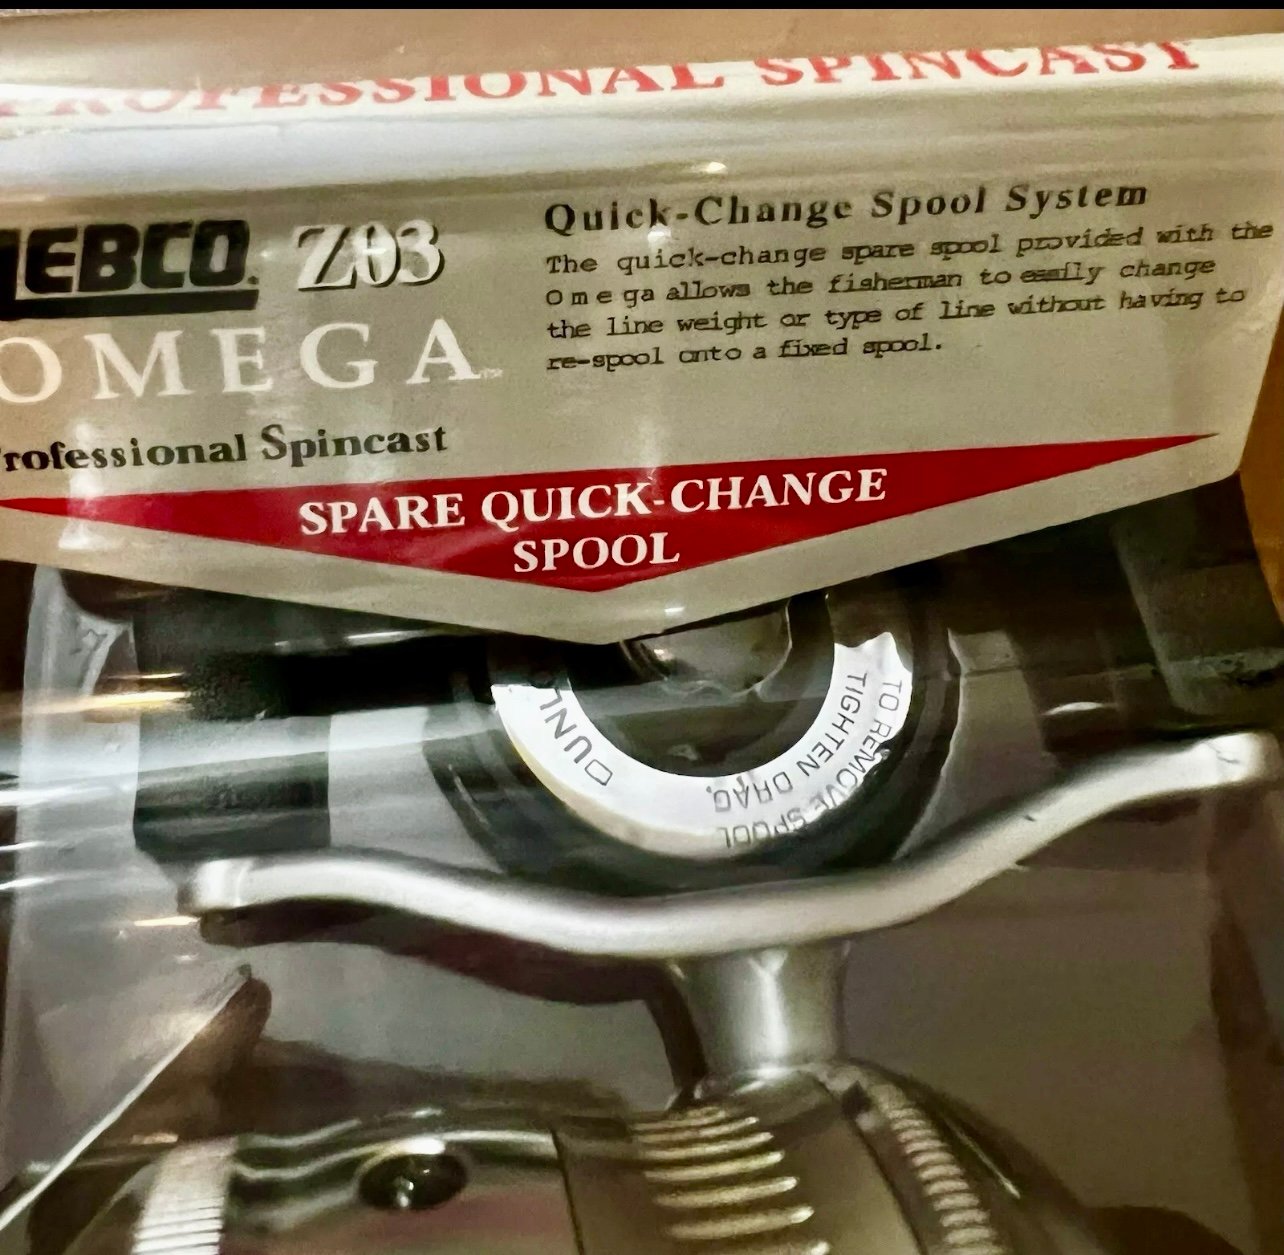 PROFESSIONAL SPINCAST
ZEBCO. Z03
OMEGA
Professional Spincast
Quick-Change Spool System
The quick-change spare spool provided with the
Omega allows the fisherman to easily change
the line weight or type of line without having to
re-spool onto a fixed spool.
SPARE QUICK-CHANGE
SPOOL
TO REMOVE SPOOL
TIGHTEN DRAG,